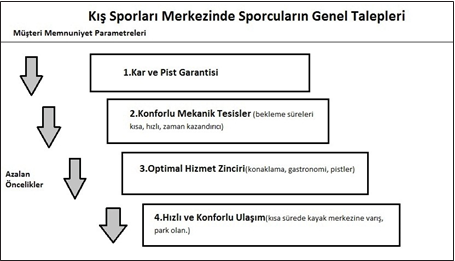 Kış Sporları Merkezinde Sporcuların Genel Talepleri
Müşteri Memnuniyet Parametreleri
1.Kar ve Pist Garantisi
2.Konforlu Mekanik Tesisler (bekleme süreleri
kısa, hızlı, zaman kazandırıcı)
3.Optimal Hizmet Zinciri(konaklama, gastronomi, pistler)
Azalan
Öncelikler
4.Hızlı ve Konforlu Ulaşım(kısa sürede kayak merkezine varış,
park olan.)